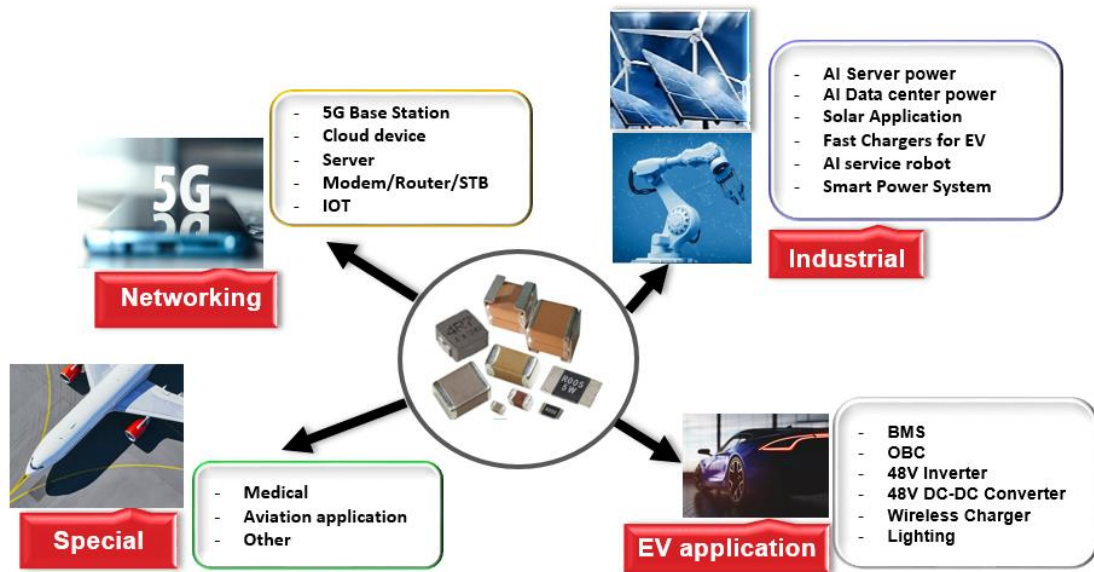 - 5G Base Station
- Cloud device
- Server
- Modem/Router/STB
- IOT
5G
Networking
- AI Server power
- AI Data center power
- Solar Application
- Fast Chargers for EV
- AI service robot
- Smart Power System
Industrial
4R7
R005
5W
- Medical
- Aviation application
- Other
Special
- BMS
- OBC
- 48V Inverter
- 48V DC-DC Converter
- Wireless Charger
- Lighting
EV application